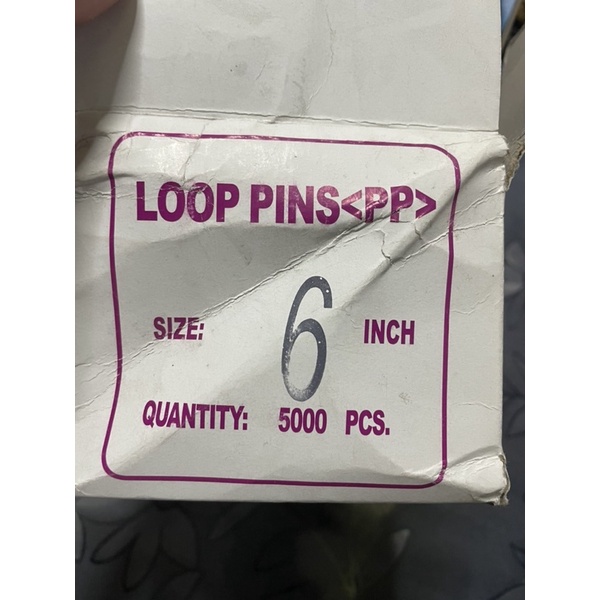 LOOP PINS<PP>
SIZE: 6 INCH
QUANTITY: 5000 PCS.